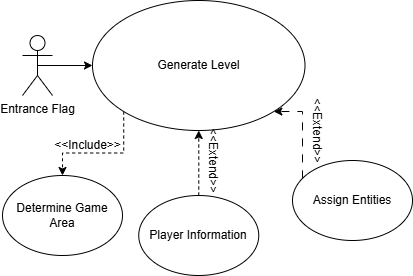 Generate Level
Entrance Flag
<<Include>>
<<Extend>>
<<Extend>>
Determine Game
Area
Player Information
Assign Entities